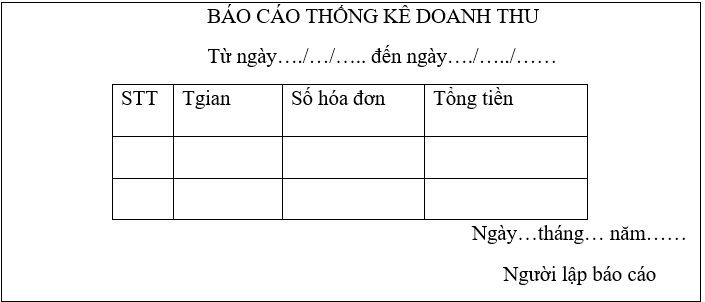 BÁO CÁO THỐNG KÊ DOANH THU
Từ ngày…./…/….. đến ngày…./…../……
STT Tgian Số hóa đơn Tổng tiền
Ngày…tháng… năm……
Người lập báo cáo